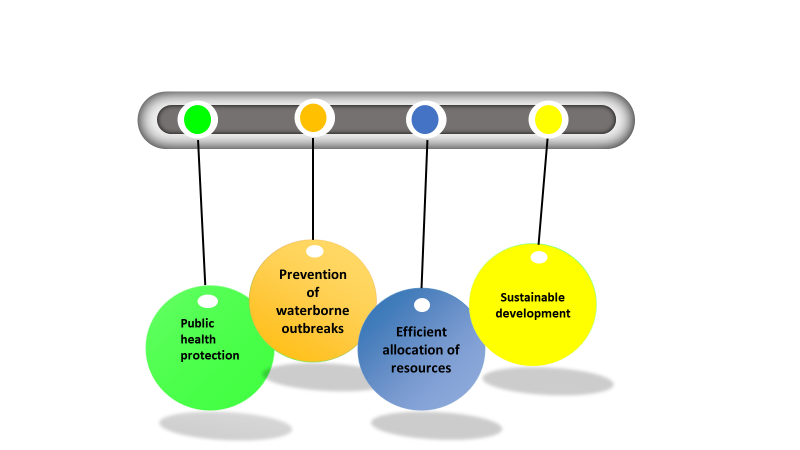 Public
health
protection
Prevention
of
waterborne
outbreaks
Efficient
allocation of
resources
Sustainable
development